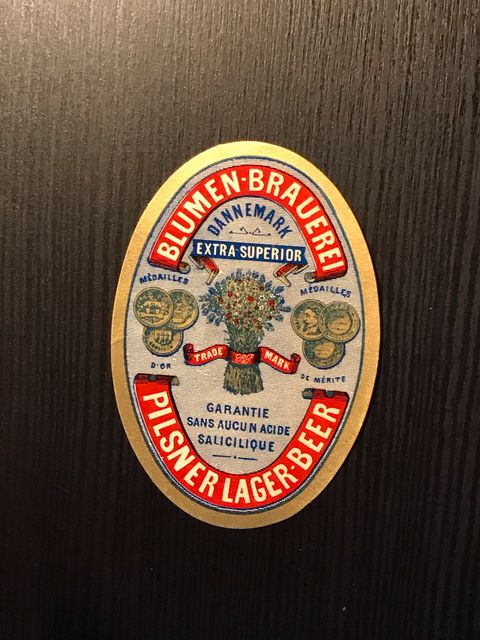 BLUMEN-BRAUEREI
DANNEMARK
EXTRA-SUPERIOR
MÉDAILLES
MÉDAILLES
TRADE
MARK
D'OR
DE MÉRITE
GARANTIE
SANS AUCUN ACIDE
SALICILIQUE
PILSNER LAGER-BEER